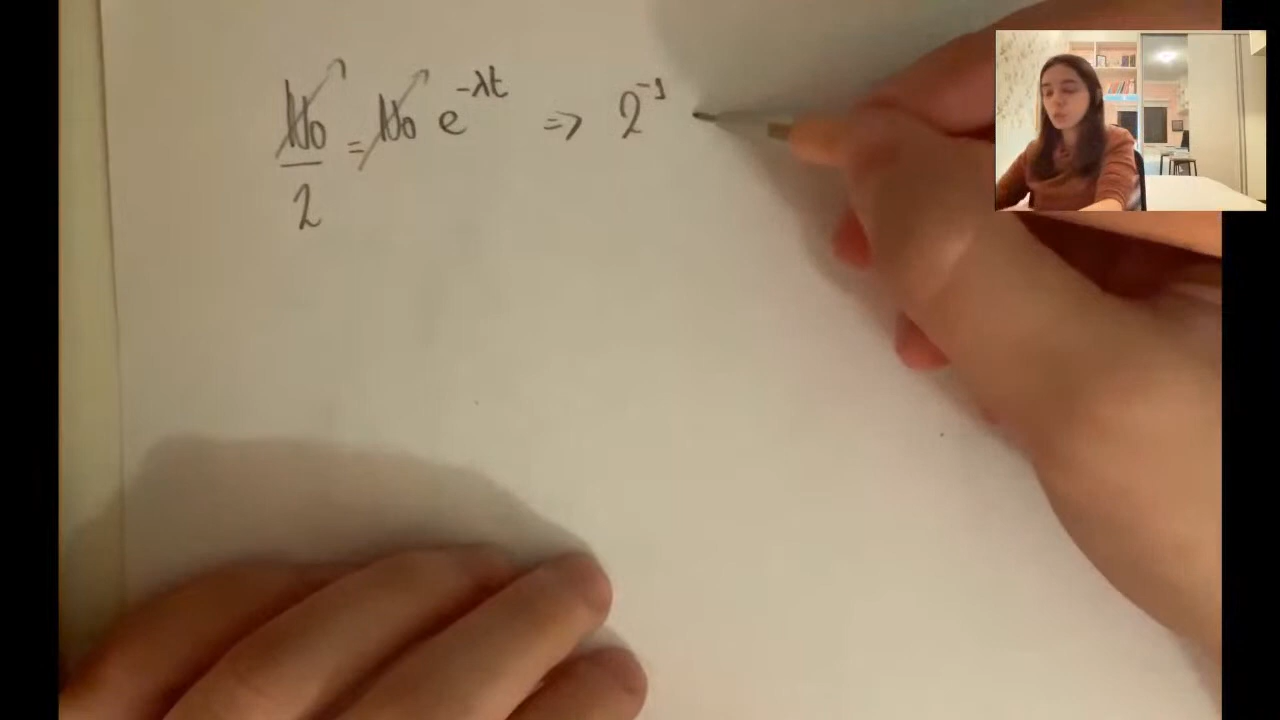 N₀/2 = N₀ e^{-λt} => 2^{-1}